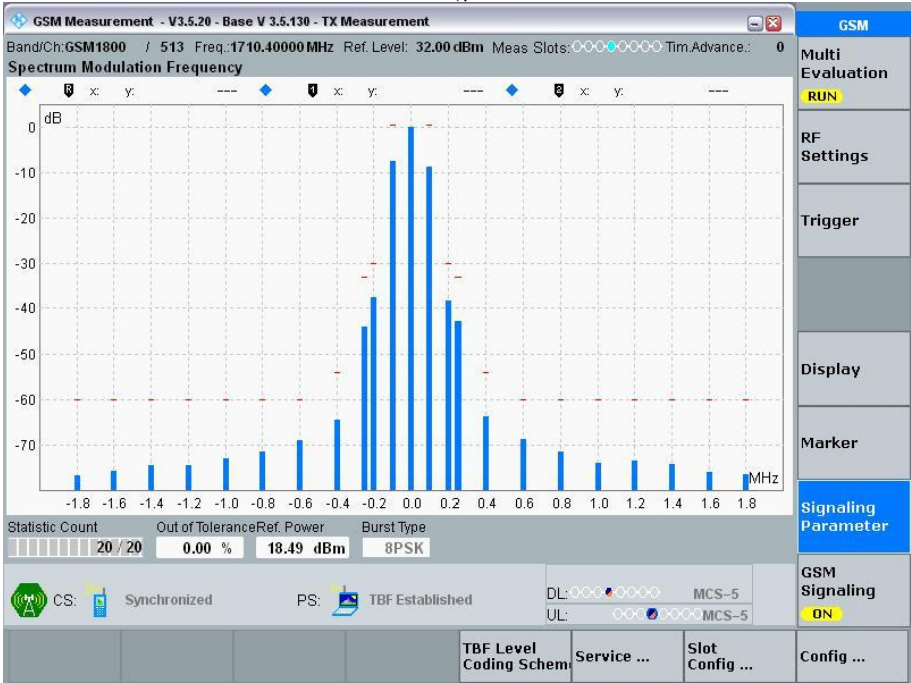 GSM Measurement - V3.5.20 - Base V 3.5.130 - TX Measurement
GSM
Band/Ch:GSM1800 / 513 Freq.:1710.40000 MHz Ref. Level: 32.00 dBm Meas Slots: Tim.Advance.: 0
Spectrum Modulation Frequency
Multi
Evaluation
RUN
R x: y: --- 1 x: y: --- 2 x: y: ---
dB
0
-10
-20
-30
-40
-50
-60
-70
MHz
-1.8 -1.6 -1.4 -1.2 -1.0 -0.8 -0.6 -0.4 -0.2 0.0 0.2 0.4 0.6 0.8 1.0 1.2 1.4 1.6 1.8
RF
Settings
Trigger
Display
Marker
Signaling
Parameter
GSM
Signaling
ON
Statistic Count Out of Tolerance Ref. Power Burst Type
20 / 20 0.00 % 18.49 dBm 8PSK
CS: Synchronized PS: TBF Established
DL: MCS-5
UL: MCS-5
TBF Level
Coding Schem
Service ...
Slot
Config ...
Config ...